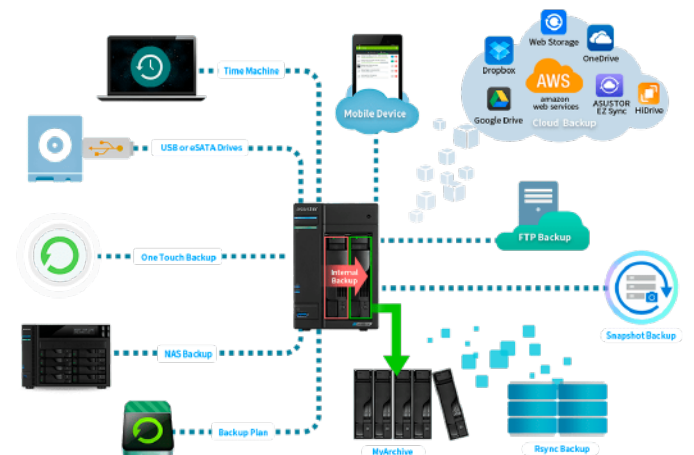 Time Machine
USB or eSATA Drives
One Touch Backup
NAS Backup
Backup Plan
Mobile Device
Web Storage
Dropbox
OneDrive
AWS
amazon
web services
Google Drive
ASUSTOR
EZ Sync
HiDrive
Cloud Backup
FTP Backup
Internal
Backup
Snapshot Backup
MyArchive
Rsync Backup